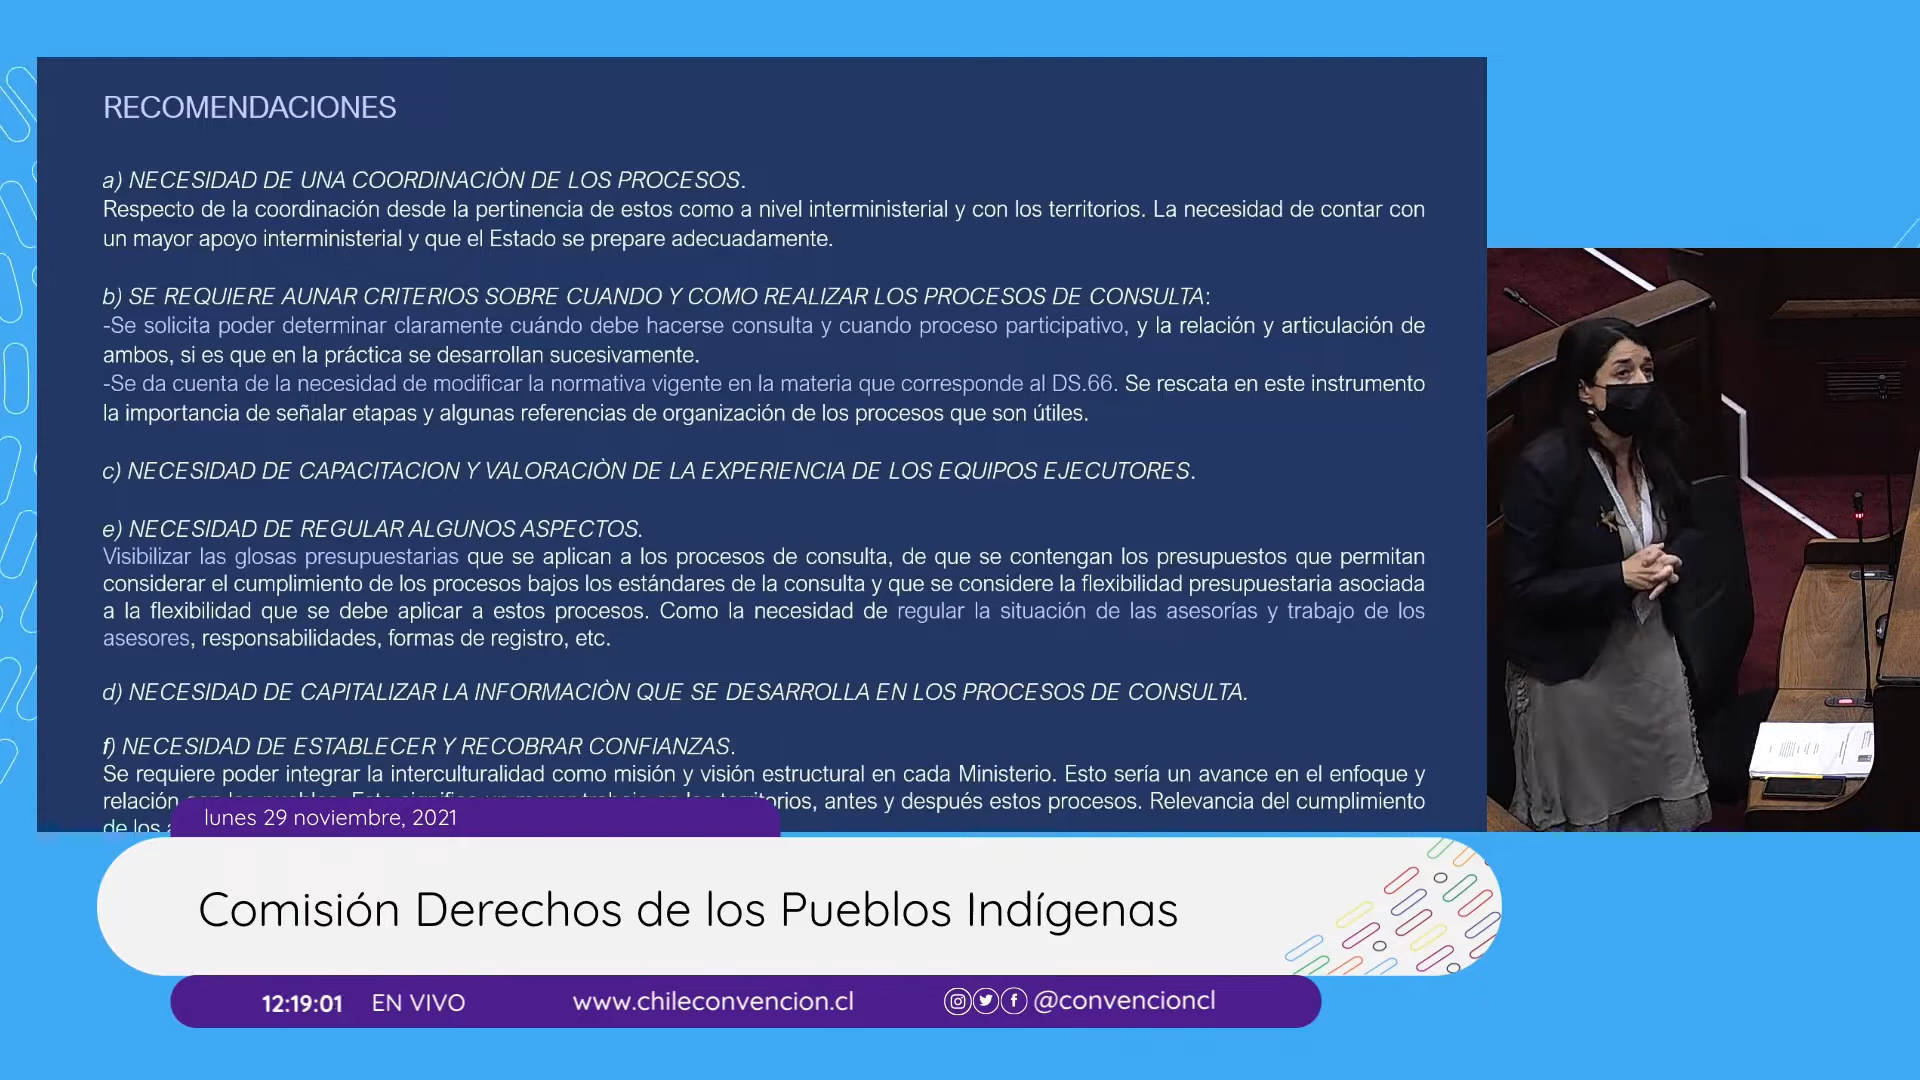 RECOMENDACIONES
a) NECESIDAD DE UNA COORDINACIÒN DE LOS PROCESOS.
Respecto de la coordinación desde la pertinencia de estos como a nivel interministerial y con los territorios. La necesidad de contar con
un mayor apoyo interministerial y que el Estado se prepare adecuadamente.
b) SE REQUIERE AUNAR CRITERIOS SOBRE CUANDO Y COMO REALIZAR LOS PROCESOS DE CONSULTA:
-Se solicita poder determinar claramente cuándo debe hacerse consulta y cuando proceso participativo, y la relación y articulación de
ambos, si es que en la práctica se desarrollan sucesivamente.
-Se da cuenta de la necesidad de modificar la normativa vigente en la materia que corresponde al DS.66. Se rescata en este instrumento
la importancia de señalar etapas y algunas referencias de organización de los procesos que son útiles.
c) NECESIDAD DE CAPACITACION Y VALORACIÒN DE LA EXPERIENCIA DE LOS EQUIPOS EJECUTORES.
e) NECESIDAD DE REGULAR ALGUNOS ASPECTOS.
Visibilizar las glosas presupuestarias que se aplican a los procesos de consulta, de que se contengan los presupuestos que permitan
considerar el cumplimiento de los procesos bajos los estándares de la consulta y que se considere la flexibilidad presupuestaria asociada
a la flexibilidad que se debe aplicar a estos procesos. Como la necesidad de regular la situación de las asesorías y trabajo de los
asesores, responsabilidades, formas de registro, etc.
d) NECESIDAD DE CAPITALIZAR LA INFORMACIÒN QUE SE DESARROLLA EN LOS PROCESOS DE CONSULTA.
f) NECESIDAD DE ESTABLECER Y RECOBRAR CONFIANZAS.
Se requiere poder integrar la interculturalidad como misión y visión estructural en cada Ministerio. Esto sería un avance en el enfoque y
relación antes y después estos procesos. Relevancia del cumplimiento
de los
lunes 29 noviembre, 2021
Comisión Derechos de los Pueblos Indígenas
12:19:01 EN VIVO www.chileconvencion.cl @convencioncl